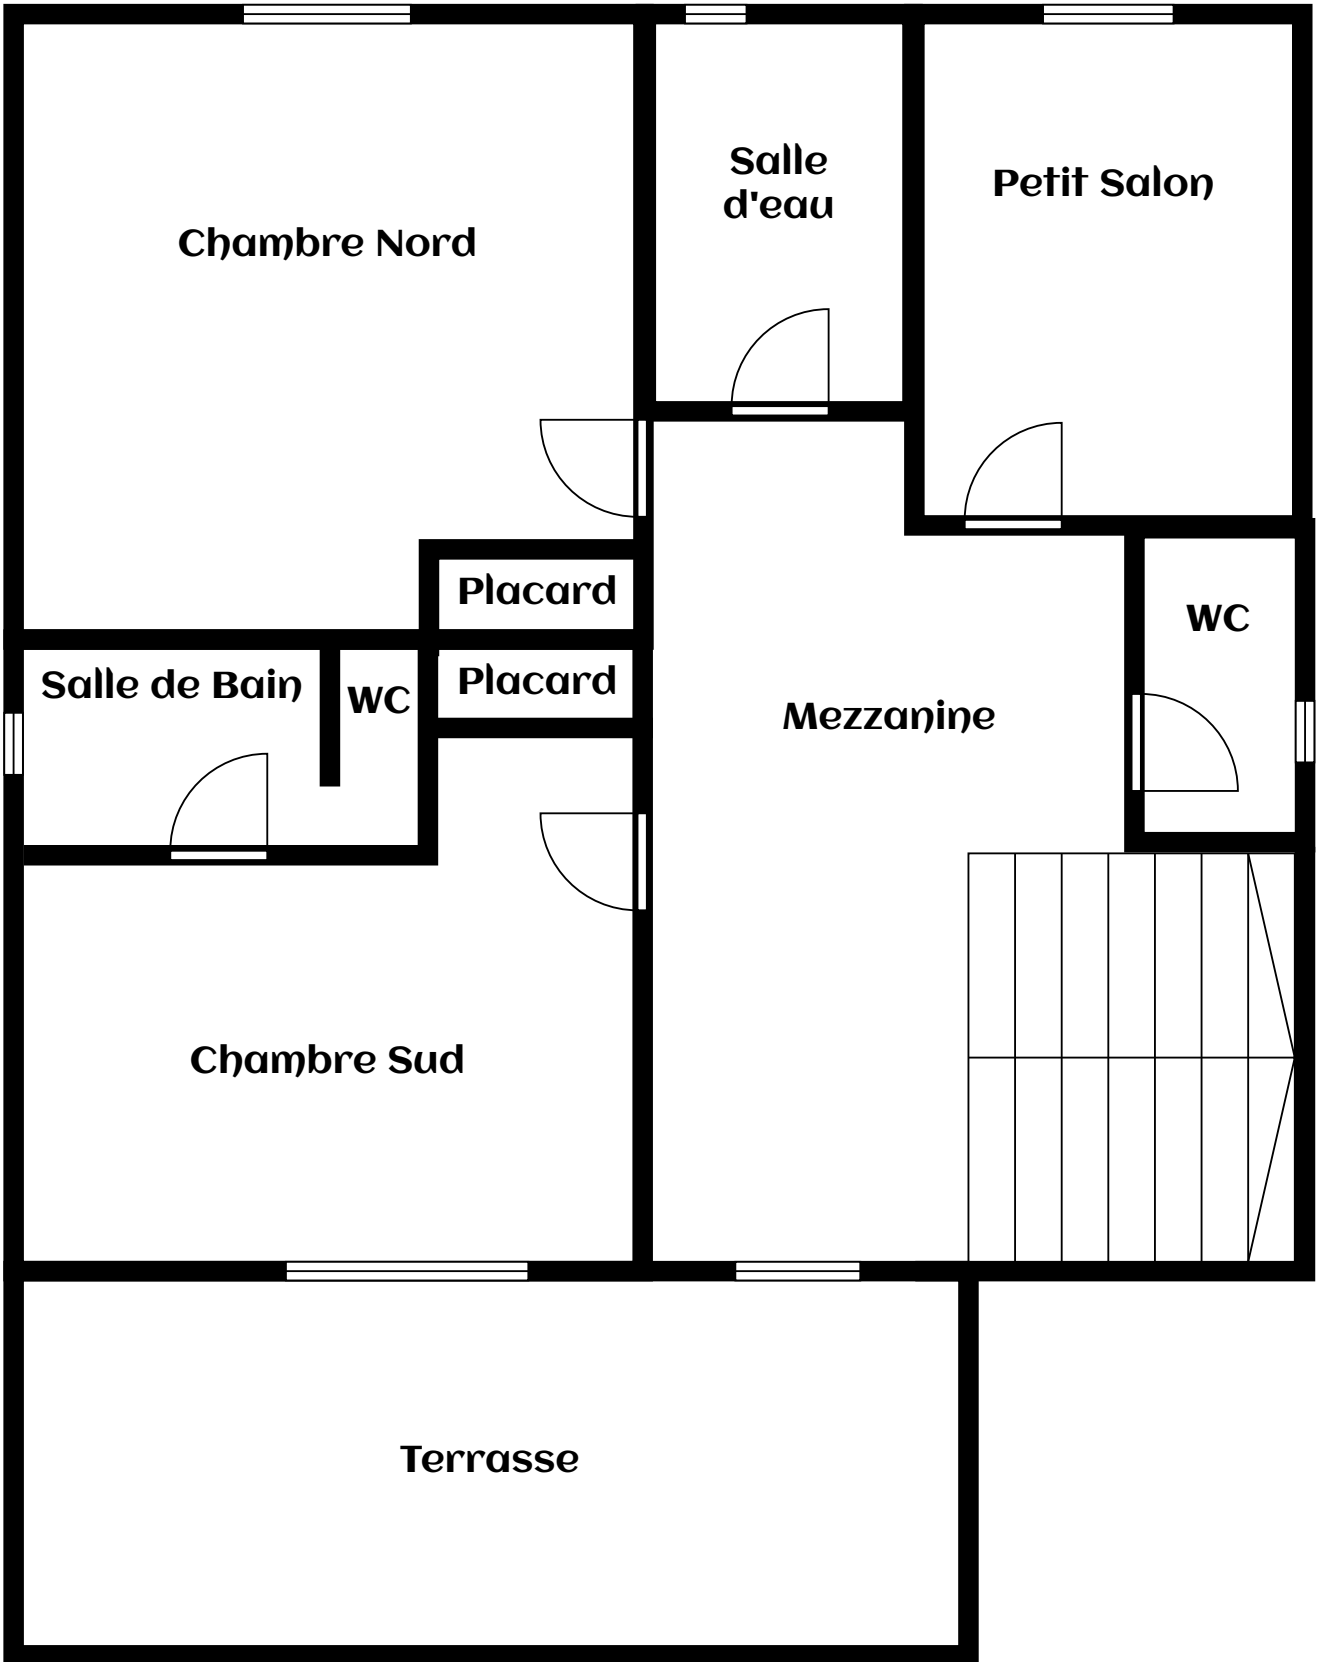 Salle
d'eau
Petit Salon
Chambre Nord
Placard
WC
Salle de Bain
WC
Placard
Mezzanine
Chambre Sud
Terrasse